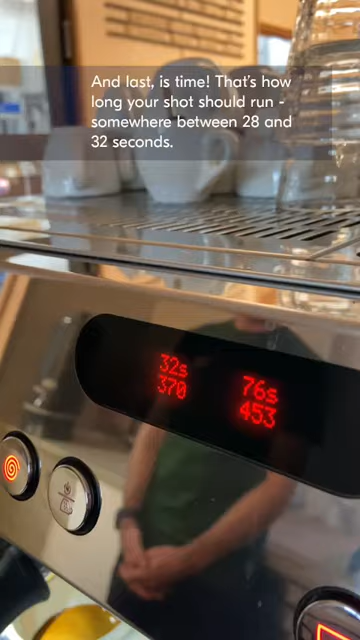 And last, is time! That's how
long your shot should run -
somewhere between 28 and
32 seconds.
32s 76s
370 453